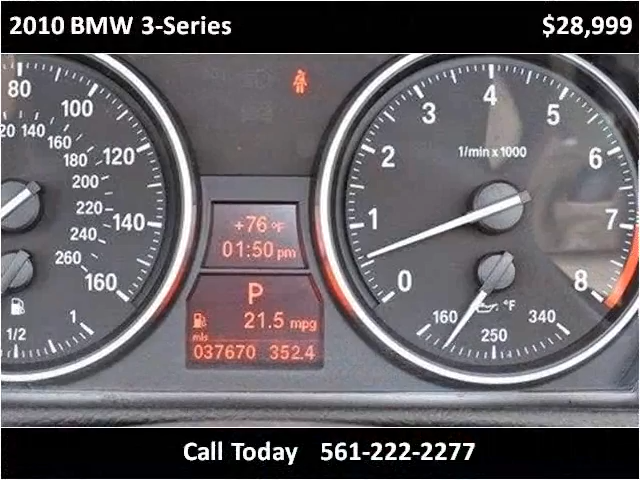 2010 BMW 3-Series $28,999
80
100
120
140
160
20 140
160
180
200
220
240
260
1/2 1
+76 °F
01:50 pm
P
21.5 mpg
mls
037670 352.4
1/min x 1000
0
1
2
3
4
5
6
7
8
°F
160
250
340
Call Today 561-222-2277